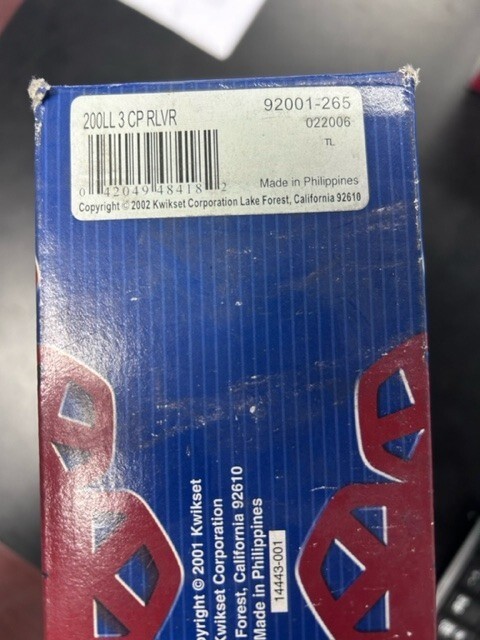 200LL 3 CP RLVR
92001-265
022006
TL
0 42049 48418 2
Made in Philippines
Copyright © 2002 Kwikset Corporation Lake Forest, California 92610
pyright © 2001 Kwikset
Kwikset Corporation
Forest, California 92610
Made in Philippines
14443-001